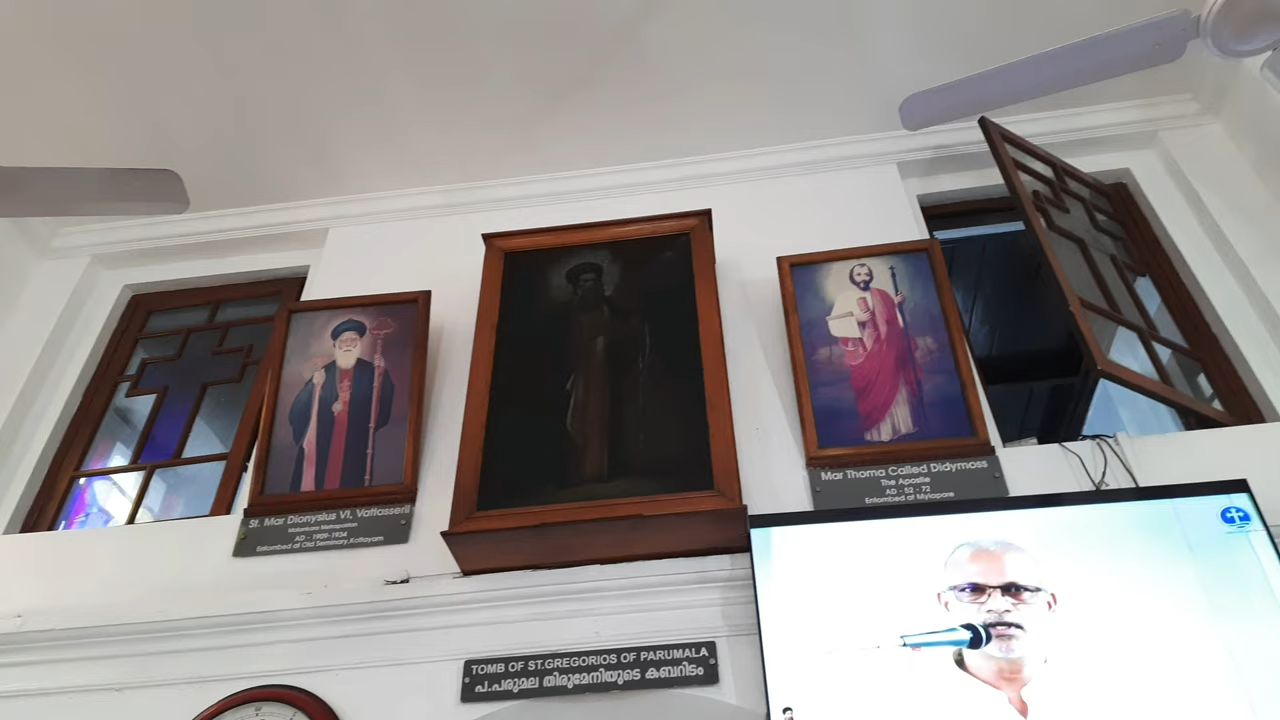 St. Mar Dionysius VI, Vattasseril
Malankara Metropolitan
AD - 1909-1934
Entombed at Old Seminary,Kottayam
Mar Thoma Called Didymoss
The Apostle
AD - 52 - 72
Entombed at Mylapore
TOMB OF ST.GREGORIOS OF PARUMALA
പ.പരുമല തിരുമേനിയുടെ കബറിടം